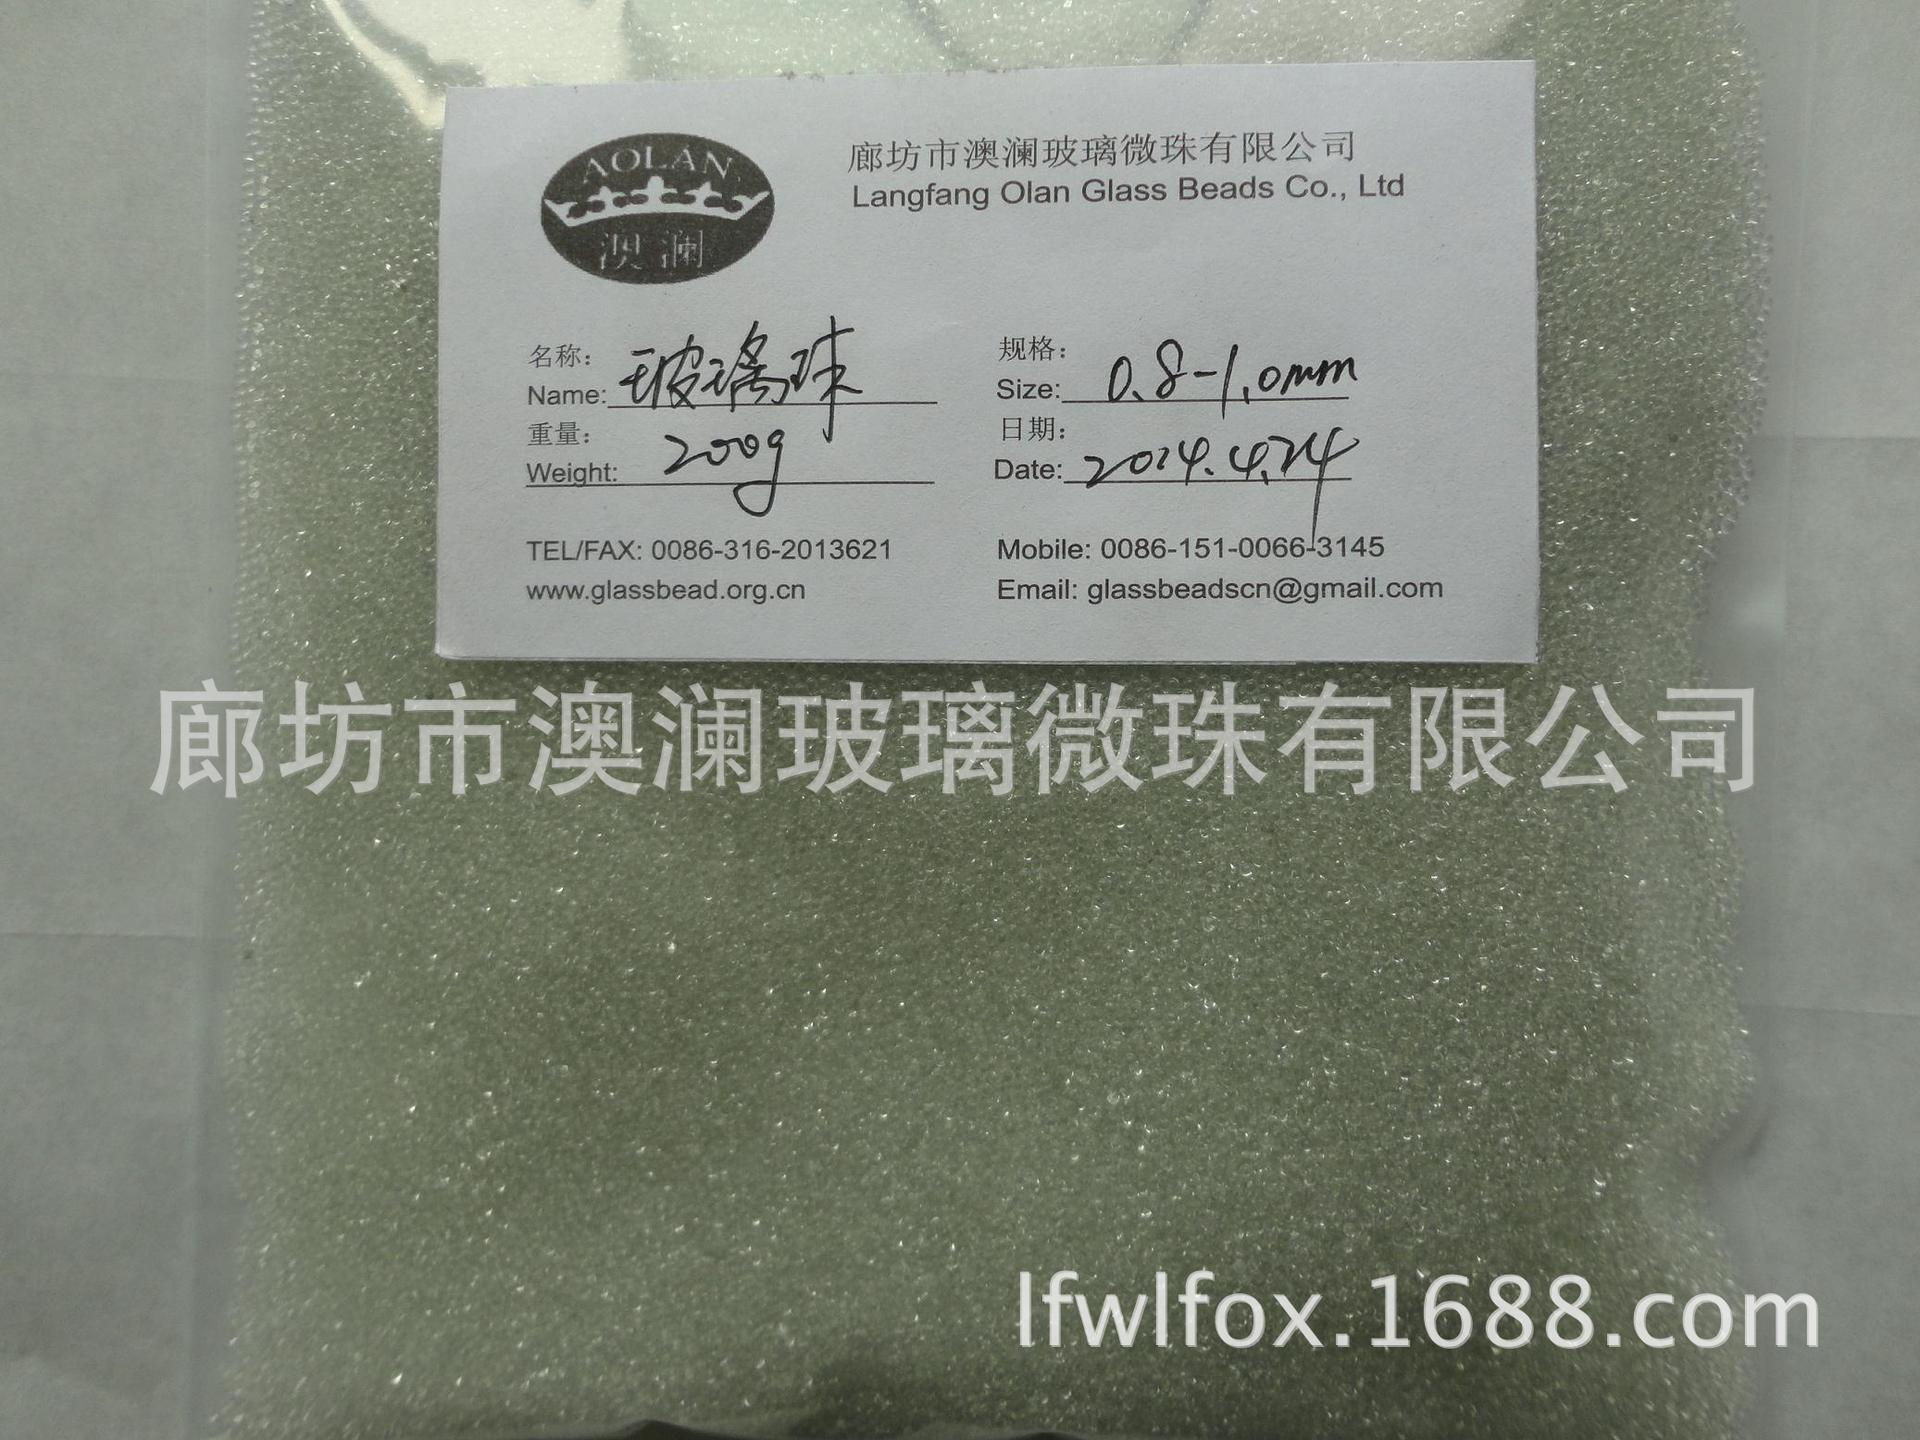 AOLAN
澳澜
廊坊市澳澜玻璃微珠有限公司
Langfang Olan Glass Beads Co., Ltd
名称：
Name: 玻璃珠
规格：
Size: 0.8-1.0mm
重量：
Weight: 200g
日期：
Date: 2014.4.24
TEL/FAX: 0086-316-2013621
Mobile: 0086-151-0066-3145
www.glassbead.org.cn
Email: glassbeadscn@gmail.com
廊坊市澳澜玻璃微珠有限公司
lfwlfox.1688.com